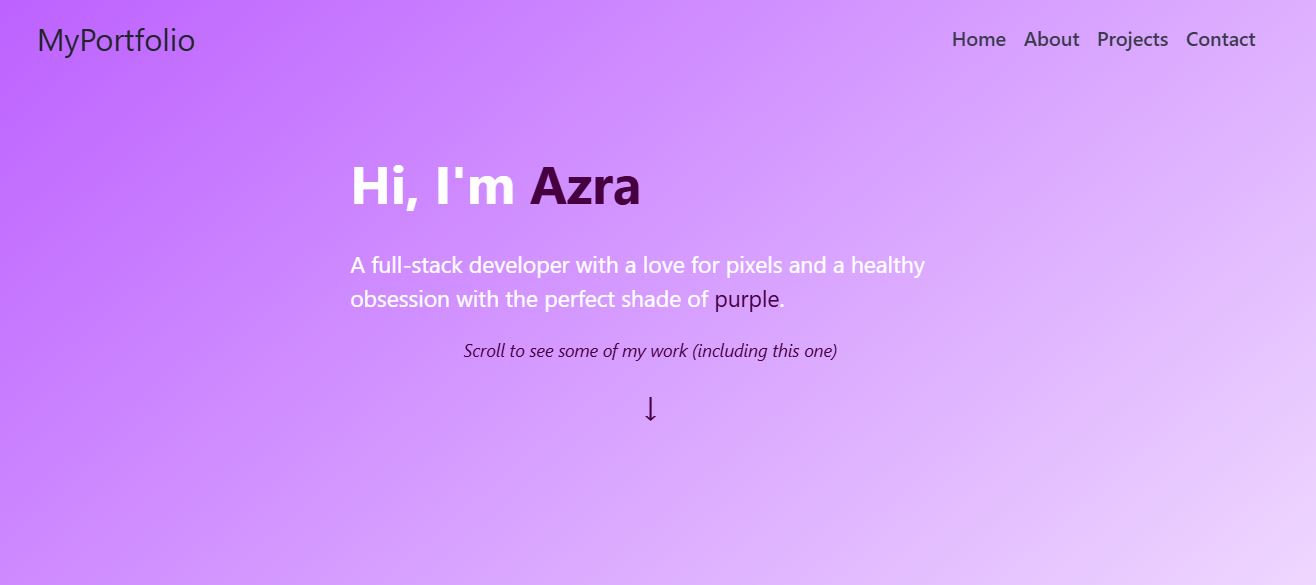 MyPortfolio
Home About Projects Contact
Hi, I'm Azra
A full-stack developer with a love for pixels and a healthy
obsession with the perfect shade of purple.
Scroll to see some of my work (including this one)
↓